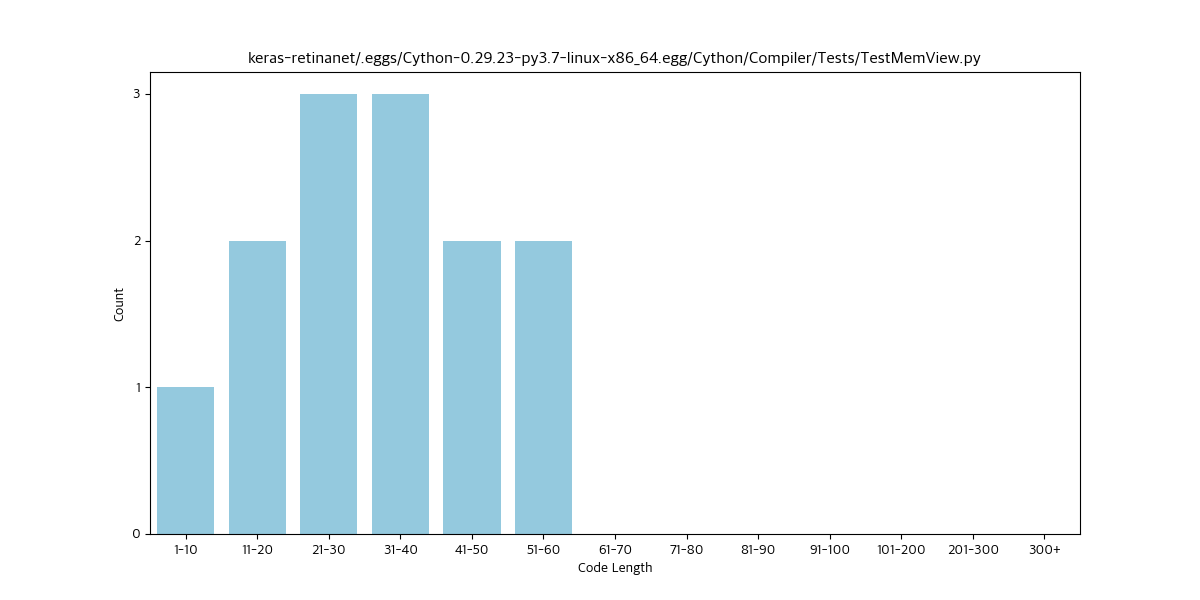 keras-retinanet/.eggs/Cython-0.29.23-py3.7-linux-x86_64.egg/Cython/Compiler/Tests/TestMemView.py
3
2
1
0
Count
1-10 11-20 21-30 31-40 41-50 51-60 61-70 71-80 81-90 91-100 101-200 201-300 300+
Code Length